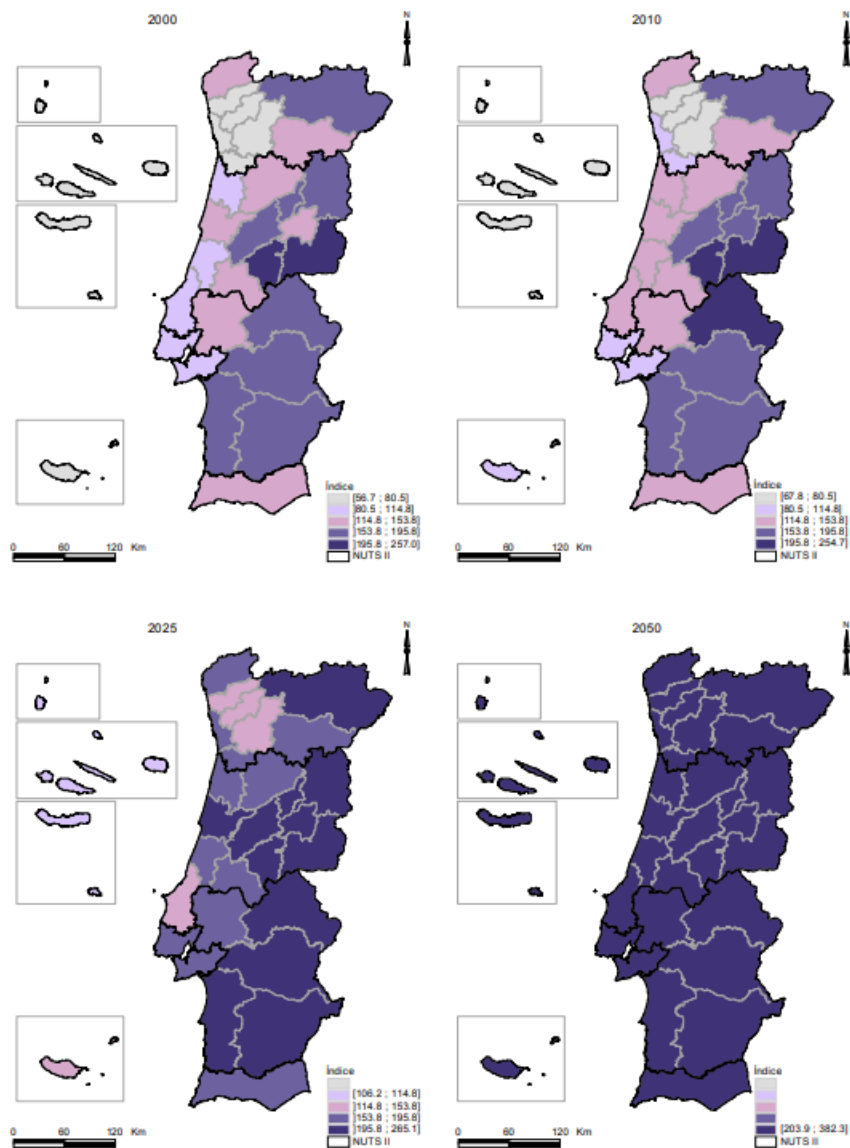 2000
N
Índice
[56.7 ; 80.5]
]80.5 ; 114.8]
]114.8 ; 153.8]
]153.8 ; 195.8]
]195.8 ; 257.0]
NUTS II
0 60 120 Km
2010
N
Índice
[67.8 ; 80.5]
]80.5 ; 114.8]
]114.8 ; 153.8]
]153.8 ; 195.8]
]195.8 ; 254.7]
NUTS II
0 60 120 Km
2025
N
Índice
[106.2 ; 114.8]
]114.8 ; 153.8]
]153.8 ; 195.8]
]195.8 ; 265.1]
NUTS II
0 60 120 Km
2050
N
Índice
[203.9 ; 382.3]
NUTS II
0 60 120 Km